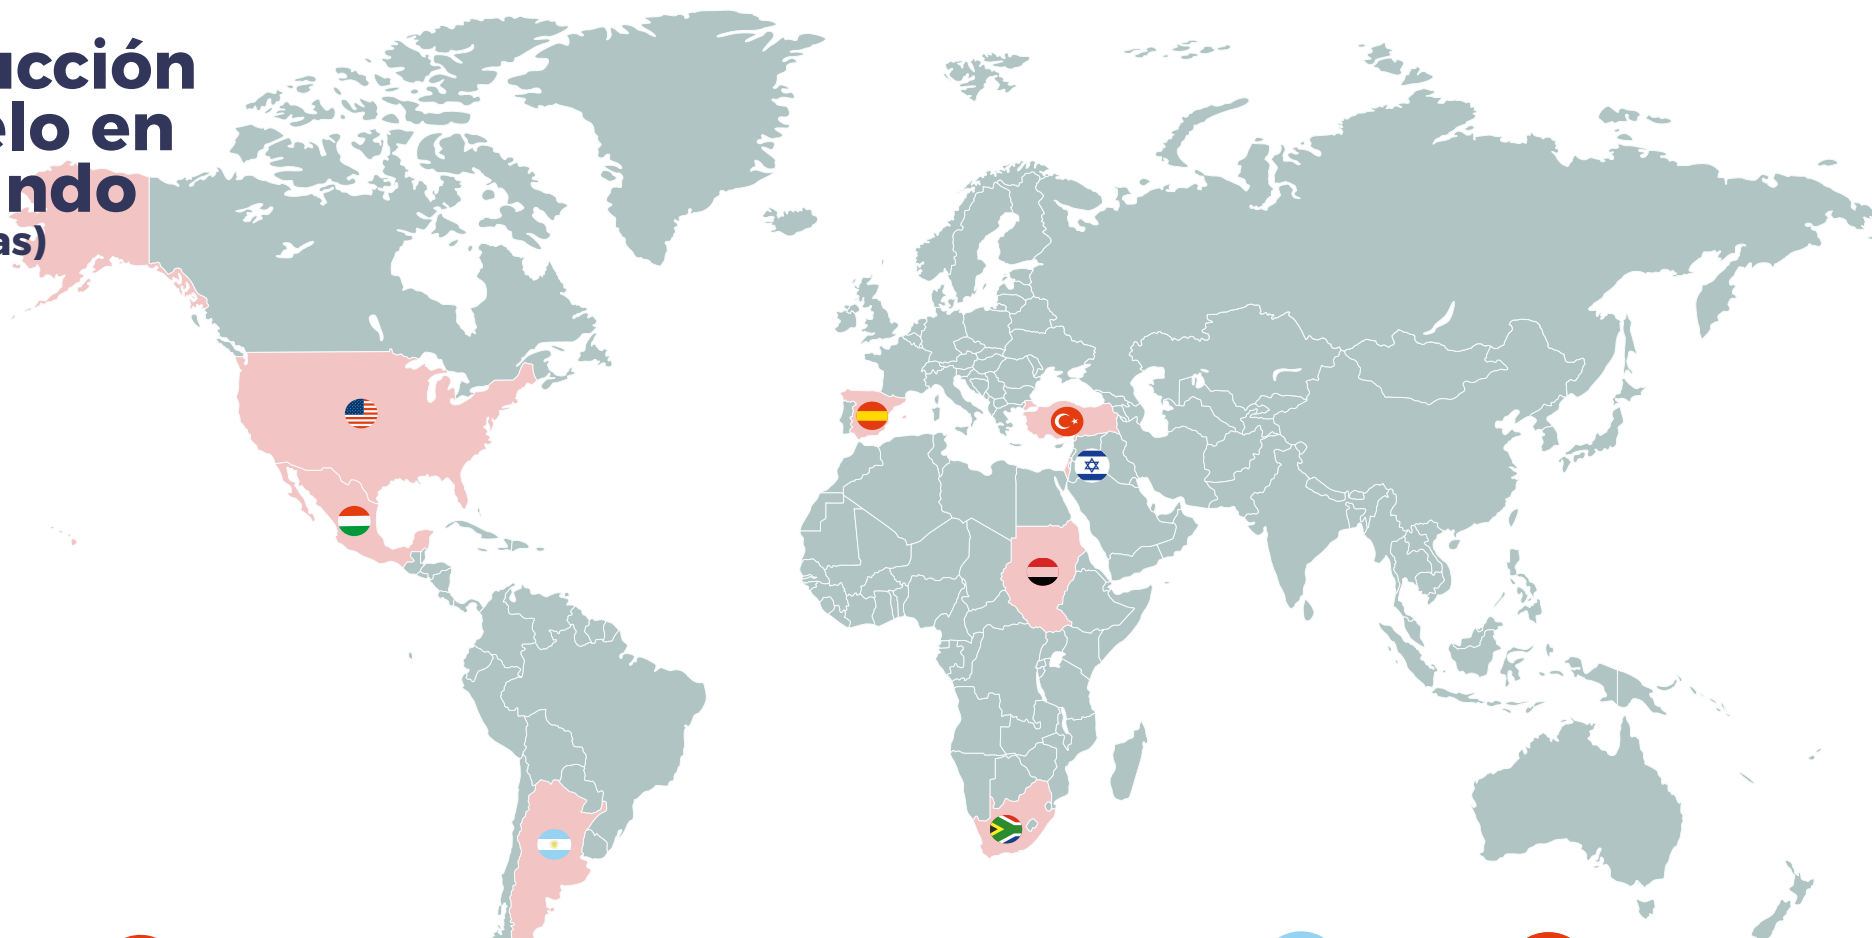 ucción
elo en
ndo
as)